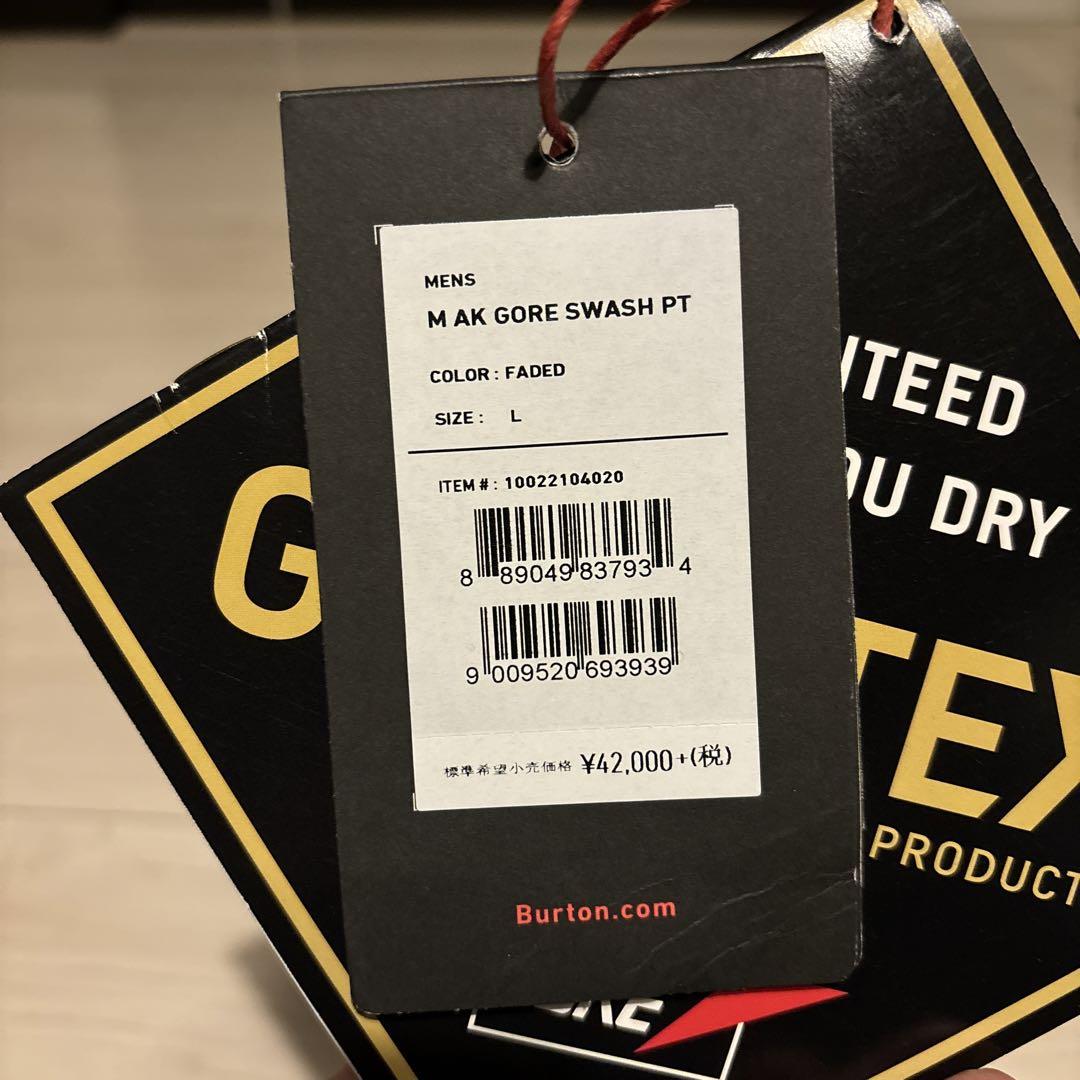 MENS
M AK GORE SWASH PT
COLOR : FADED
SIZE : L
ITEM # : 10022104020
8 89049 83793 4
9 009520 693939
標準希望小売価格 ¥42,000+(税)
Burton.com
G
NTEED
OU DRY
TEX
PRODUCT